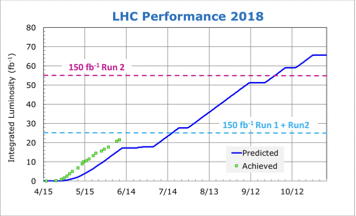 LHC Performance 2018
80
70
150 fb⁻¹ Run 2
60
50
40
30
150 fb⁻¹ Run 1 + Run2
20
10
0
Integrated Luminosity (fb⁻¹)
Predicted
Achieved
4/15 5/15 6/14 7/14 8/13 9/12 10/12